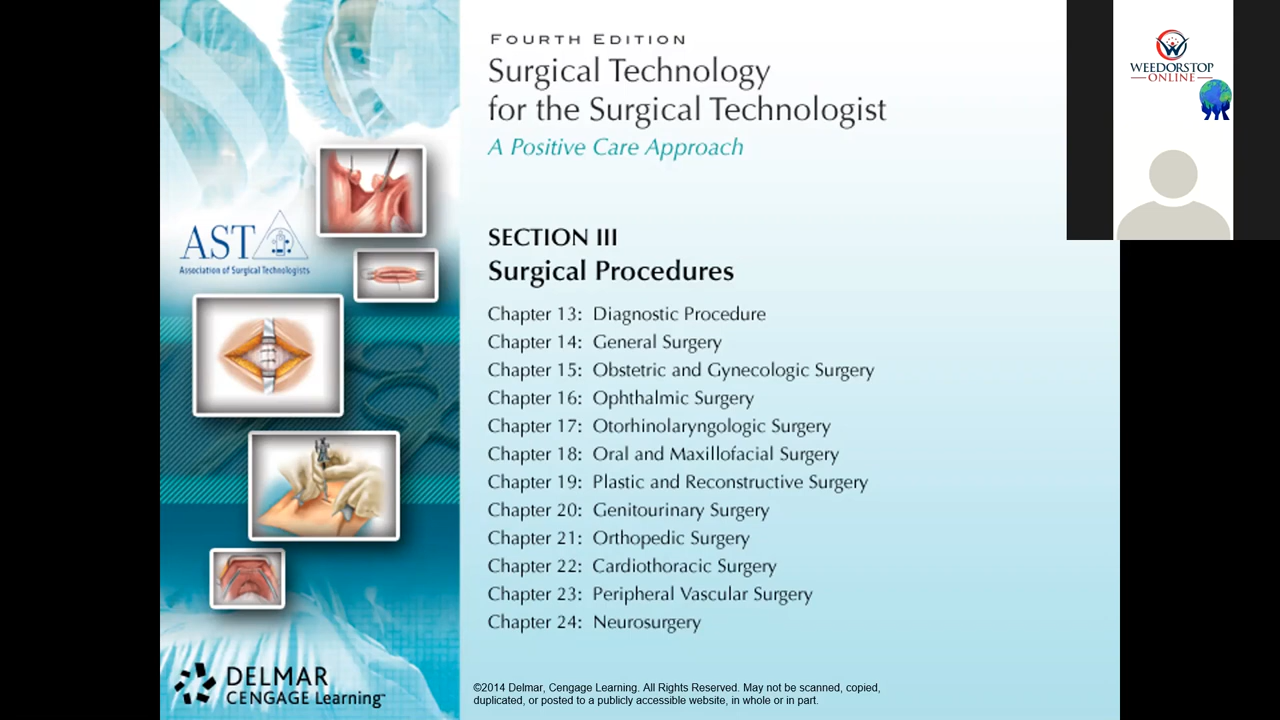 FOURTH EDITION
Surgical Technology
for the Surgical Technologist
A Positive Care Approach
AST
Association of Surgical Technologists
SECTION III
Surgical Procedures
Chapter 13: Diagnostic Procedure
Chapter 14: General Surgery
Chapter 15: Obstetric and Gynecologic Surgery
Chapter 16: Ophthalmic Surgery
Chapter 17: Otorhinolaryngologic Surgery
Chapter 18: Oral and Maxillofacial Surgery
Chapter 19: Plastic and Reconstructive Surgery
Chapter 20: Genitourinary Surgery
Chapter 21: Orthopedic Surgery
Chapter 22: Cardiothoracic Surgery
Chapter 23: Peripheral Vascular Surgery
Chapter 24: Neurosurgery
DELMAR
CENGAGE Learning
©2014 Delmar, Cengage Learning. All Rights Reserved. May not be scanned, copied,
duplicated, or posted to a publicly accessible website, in whole or in part.
WEEDORSTOP
ONLINE